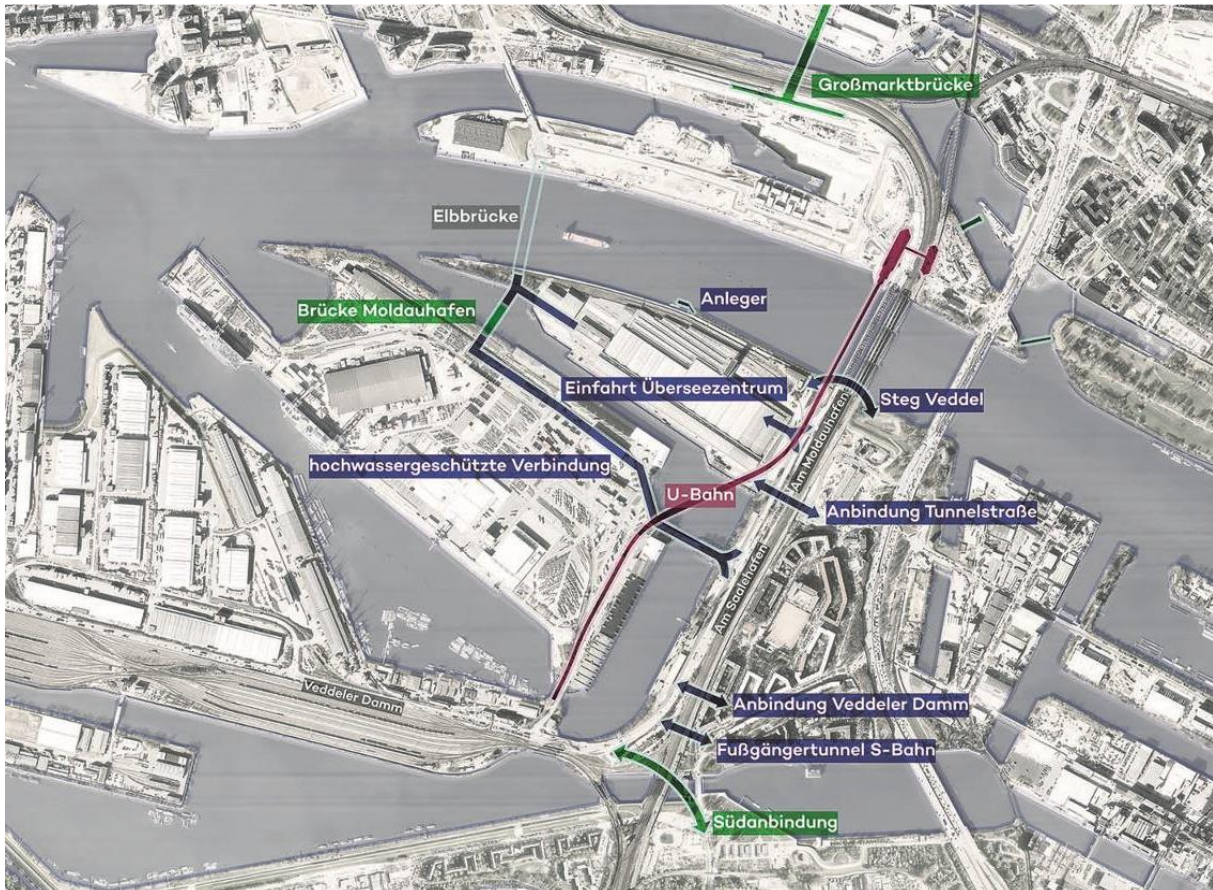 Großmarktbrücke
Elbbrücke
Anleger
Brücke Moldauhafen
Einfahrt Überseezentrum
Steg Veddel
Am Moldauhafen
hochwassergeschützte Verbindung
U-Bahn
Anbindung Tunnelstraße
Am Saalehafen
Veddeler Damm
Anbindung Veddeler Damm
Fußgängertunnel S-Bahn
Südanbindung